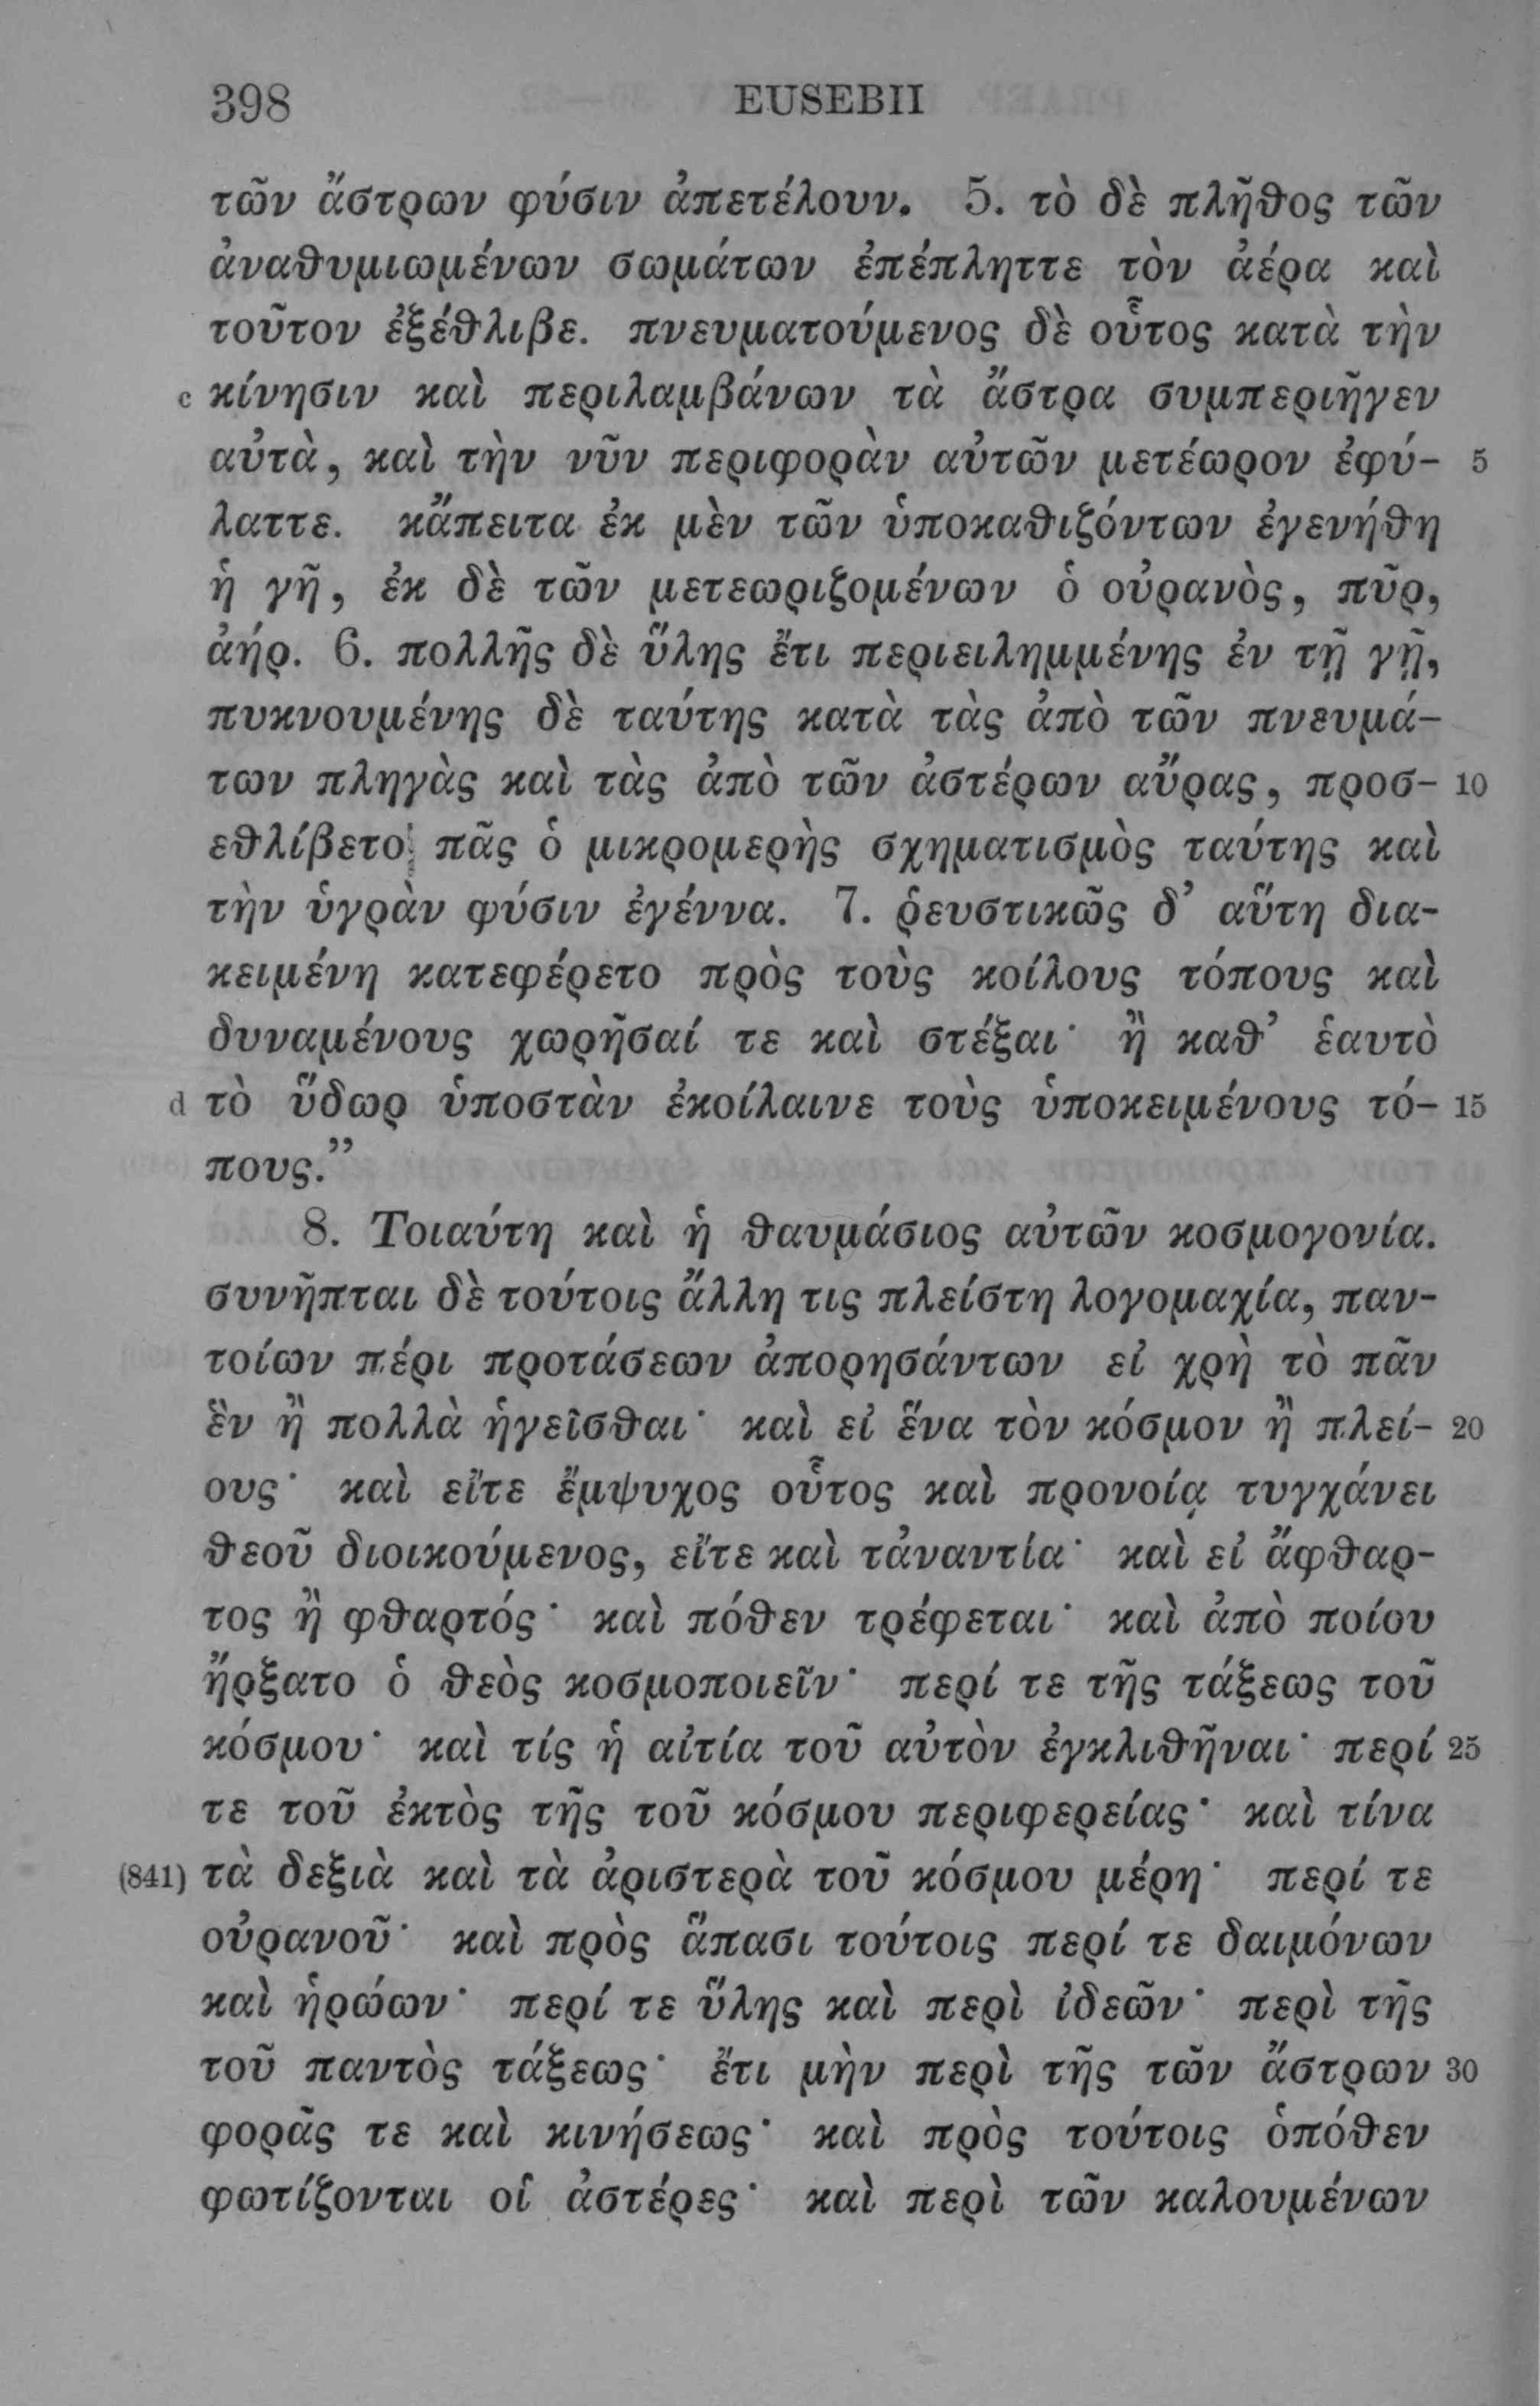 398 EUSEBII
τῶν ἄστρων φύσιν ἀπετέλουν. 5. τὸ δὲ πλῆθος τῶν
ἀναθυμιωμένων σωμάτων ἐπέπληττε τὸν ἀέρα καὶ
τοῦτον ἐξέθλιβε. πνευματούμενος δὲ οὗτος κατὰ τὴν
c κίνησιν καὶ περιλαμβάνων τὰ ἄστρα συμπεριῆγεν
αὐτὰ, καὶ τὴν νῦν περιφορὰν αὐτῶν μετέωρον ἐφύ- 5
λαττε. κἄπειτα ἐκ μὲν τῶν ὑποκαθιζόντων ἐγενήθη
ἡ γῆ, ἐκ δὲ τῶν μετεωριζομένων ὁ οὐρανὸς, πῦρ,
ἀήρ. 6. πολλῆς δὲ ὕλης ἔτι περιειλημμένης ἐν τῇ γῇ,
πυκνουμένης δὲ ταύτης κατὰ τὰς ἀπὸ τῶν πνευμά-
των πληγὰς καὶ τὰς ἀπὸ τῶν ἀστέρων αὔρας, προσ- 10
εθλίβετο πᾶς ὁ μικρομερὴς σχηματισμὸς ταύτης καὶ
τὴν ὑγρὰν φύσιν ἐγέννα. 7. ῥευστικῶς δ’ αὕτη δια-
κειμένη κατεφέρετο πρὸς τοὺς κοίλους τόπους καὶ
δυναμένους χωρῆσαί τε καὶ στέξαι· ἢ καθ’ ἑαυτὸ
d τὸ ὕδωρ ὑποστὰν ἐκοίλαινε τοὺς ὑποκειμένους τό- 15
πους.”
8. Τοιαύτη καὶ ἡ θαυμάσιος αὐτῶν κοσμογονία.
συνῆπται δὲ τούτοις ἄλλη τις πλείστη λογομαχία, παν-
τοίων πέρι προτάσεων ἀπορησάντων εἰ χρὴ τὸ πᾶν
ἓν ἢ πολλὰ ἡγεῖσθαι· καὶ εἰ ἕνα τὸν κόσμον ἢ πλεί- 20
ους· καὶ εἴτε ἔμψυχος οὗτος καὶ προνοίᾳ τυγχάνει
θεοῦ διοικούμενος, εἴτε καὶ τἀναντία· καὶ εἰ ἄφθαρ-
τος ἢ φθαρτός· καὶ πόθεν τρέφεται· καὶ ἀπὸ ποίου
ἤρξατο ὁ θεὸς κοσμοποιεῖν· περί τε τῆς τάξεως τοῦ
κόσμου· καὶ τίς ἡ αἰτία τοῦ αὐτὸν ἐγκλιθῆναι· περί 25
τε τοῦ ἐκτὸς τῆς τοῦ κόσμου περιφερείας· καὶ τίνα
(841) τὰ δεξιὰ καὶ τὰ ἀριστερὰ τοῦ κόσμου μέρη· περί τε
οὐρανοῦ· καὶ πρὸς ἅπασι τούτοις περί τε δαιμόνων
καὶ ἡρώων· περί τε ὕλης καὶ περὶ ἰδεῶν· περὶ τῆς
τοῦ παντὸς τάξεως· ἔτι μὴν περὶ τῆς τῶν ἄστρων 30
φορᾶς τε καὶ κινήσεως· καὶ πρὸς τούτοις ὁπόθεν
φωτίζονται οἱ ἀστέρες· καὶ περὶ τῶν καλουμένων